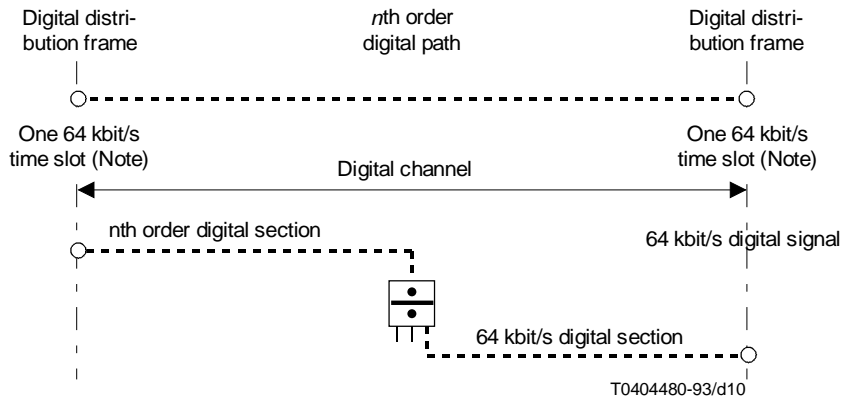 Digital distri-
bution frame
nth order
digital path
Digital distri-
bution frame
One 64 kbit/s
time slot (Note)
One 64 kbit/s
time slot (Note)
Digital channel
nth order digital section
64 kbit/s digital signal
64 kbit/s digital section
T0404480-93/d10